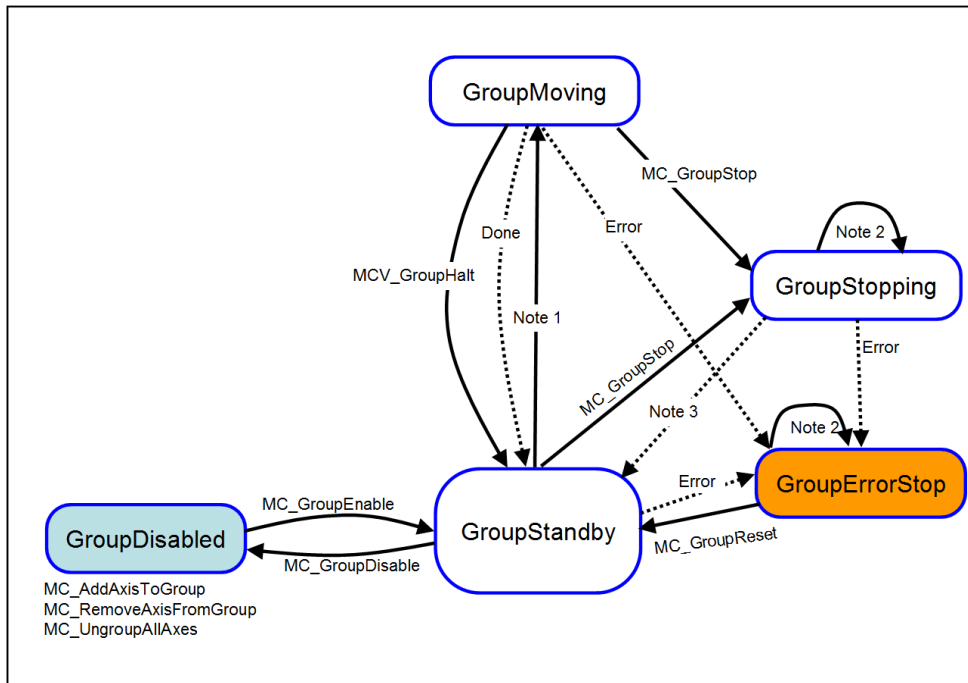 GroupMoving
MC_GroupStop
Note 2
Done
Error
MCV_GroupHalt
GroupStopping
Note 1
Error
MC_GroupStop
Note 3
Note 2
GroupErrorStop
Error
MC_GroupEnable
GroupStandby
GroupDisabled
MC_GroupReset
MC_GroupDisable
MC_AddAxisToGroup
MC_RemoveAxisFromGroup
MC_UngroupAllAxes